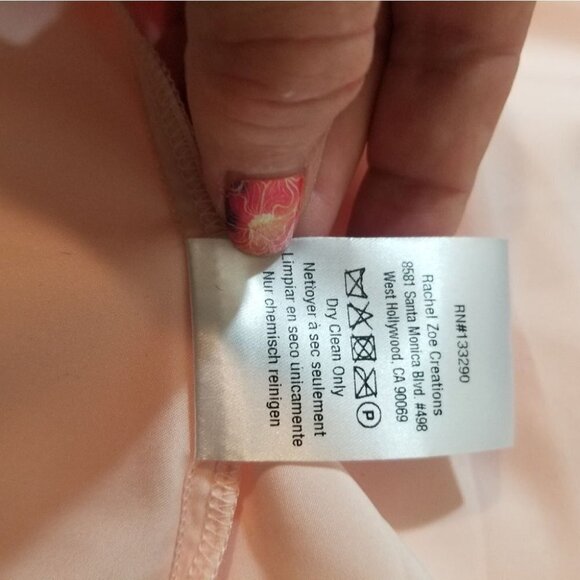 RN#133290
Rachel Zoe Creations
8581 Santa Monica Blvd. #498
West Hollywood, CA 90069
P
Dry Clean Only
Nettoyer à sec seulement
Limpiar en seco únicamente
Nur chemisch reinigen